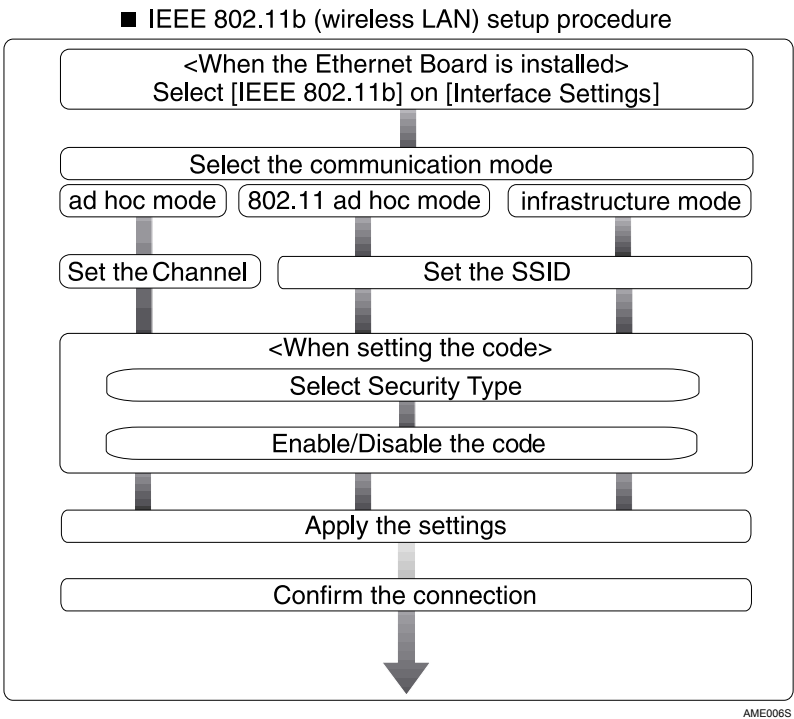 ■ IEEE 802.11b (wireless LAN) setup procedure
<When the Ethernet Board is installed>
Select [IEEE 802.11b] on [Interface Settings]
Select the communication mode
ad hoc mode
802.11 ad hoc mode
infrastructure mode
Set the Channel
Set the SSID
<When setting the code>
Select Security Type
Enable/Disable the code
Apply the settings
Confirm the connection
AME006S